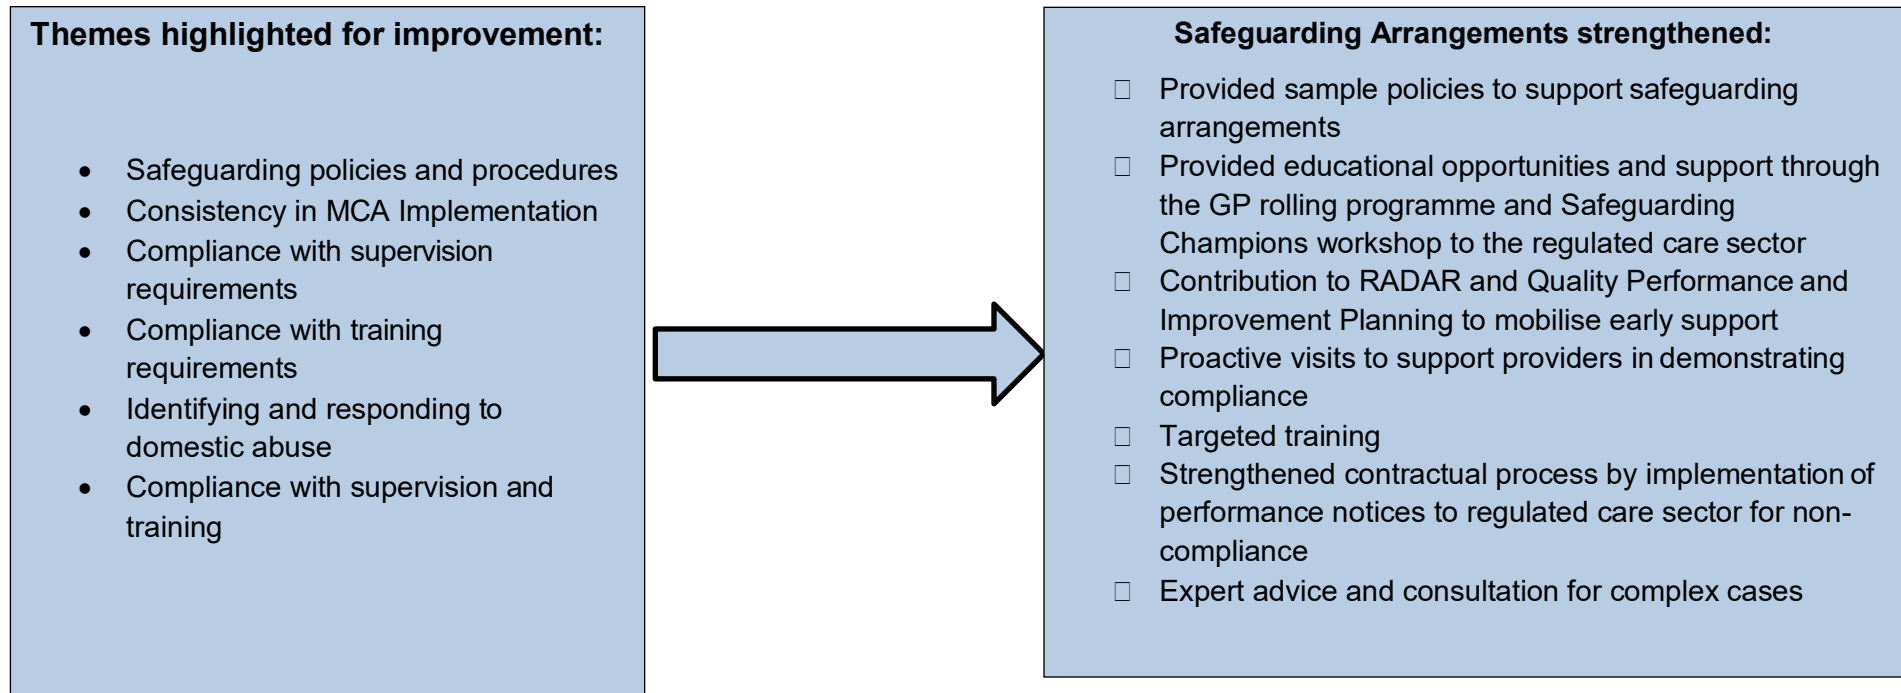 Themes highlighted for improvement:
• Safeguarding policies and procedures
• Consistency in MCA Implementation
• Compliance with supervision
requirements
• Compliance with training
requirements
• Identifying and responding to
domestic abuse
• Compliance with supervision and
training
Safeguarding Arrangements strengthened:
□ Provided sample policies to support safeguarding
arrangements
□ Provided educational opportunities and support through
the GP rolling programme and Safeguarding
Champions workshop to the regulated care sector
□ Contribution to RADAR and Quality Performance and
Improvement Planning to mobilise early support
□ Proactive visits to support providers in demonstrating
compliance
□ Targeted training
□ Strengthened contractual process by implementation of
performance notices to regulated care sector for non-
compliance
□ Expert advice and consultation for complex cases